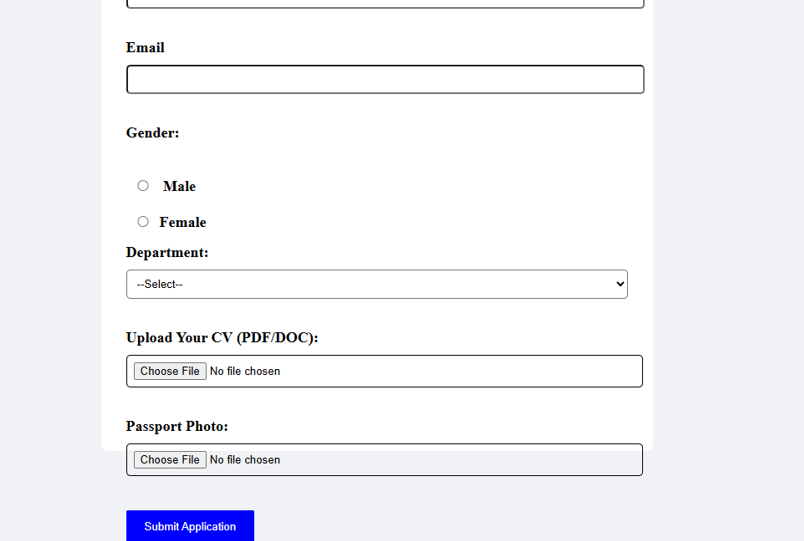 Email
Gender:
Male
Female
Department:
--Select--
Upload Your CV (PDF/DOC):
Choose File No file chosen
Passport Photo:
Choose File No file chosen
Submit Application